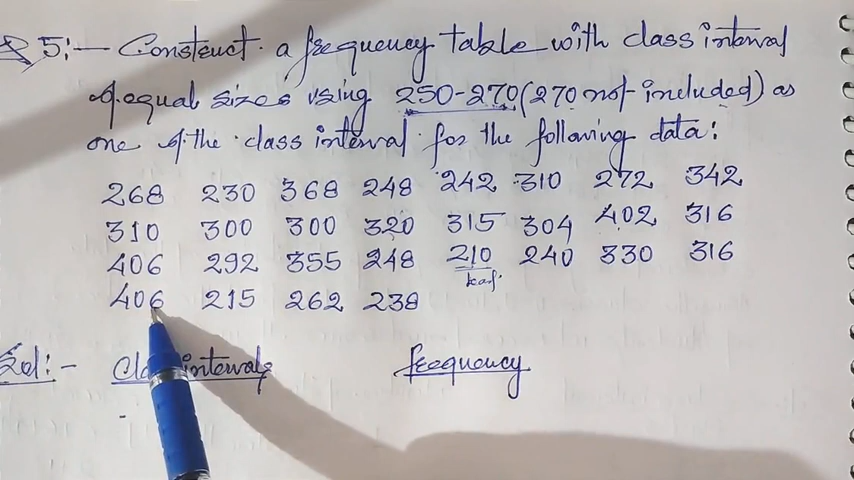 Q 5:- Construct a frequency table with class interval
of equal sizes using 250-270 (270 not included) as
one of the class interval for the following data:
268 230 368 248 242 310 272 342
310 300 300 320 315 304 402 316
406 292 355 248 210 240 330 316
406 215 262 238
Sol:- intervals frequency